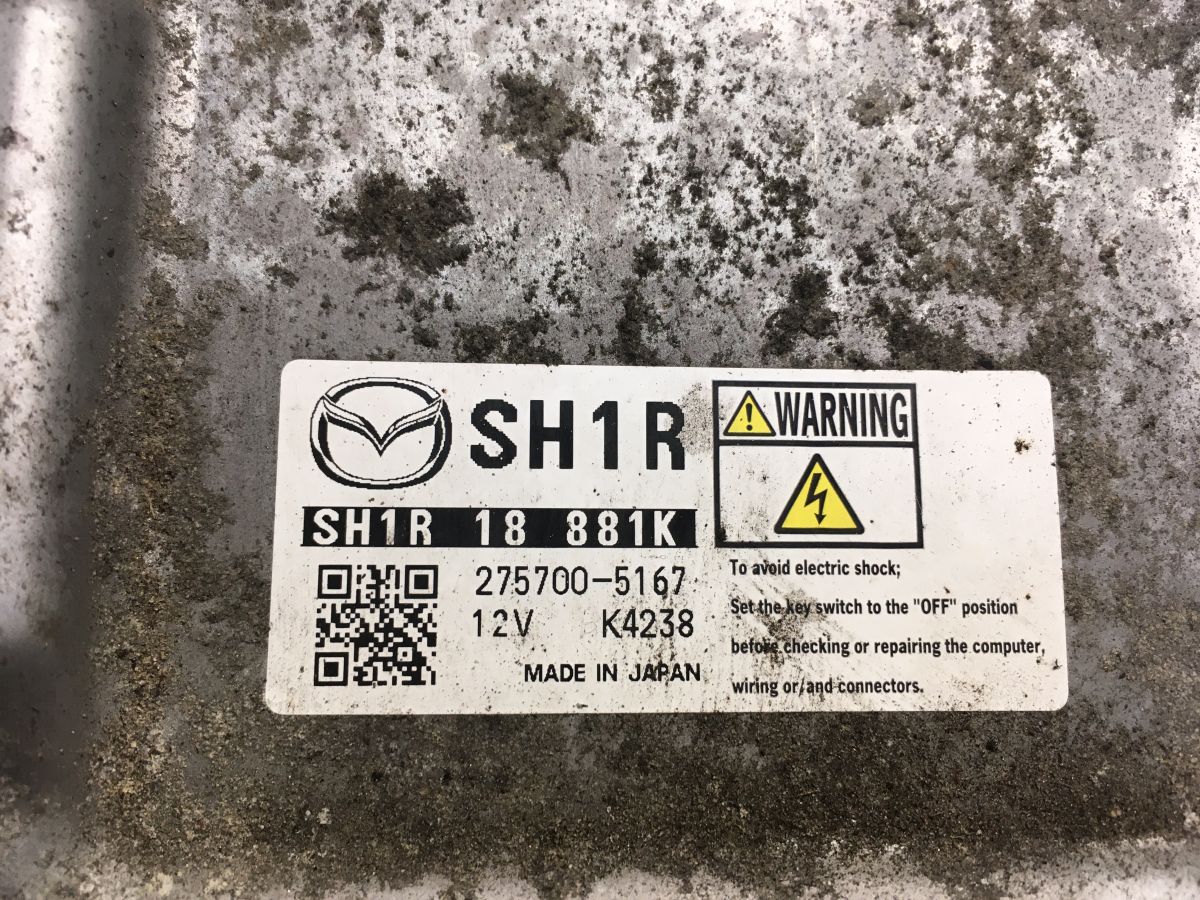 SH1R
SH1R 18 881K
275700-5167
12V K4238
MADE IN JAPAN
WARNING
To avoid electric shock;
Set the key switch to the "OFF" position
before checking or repairing the computer,
wiring or/and connectors.